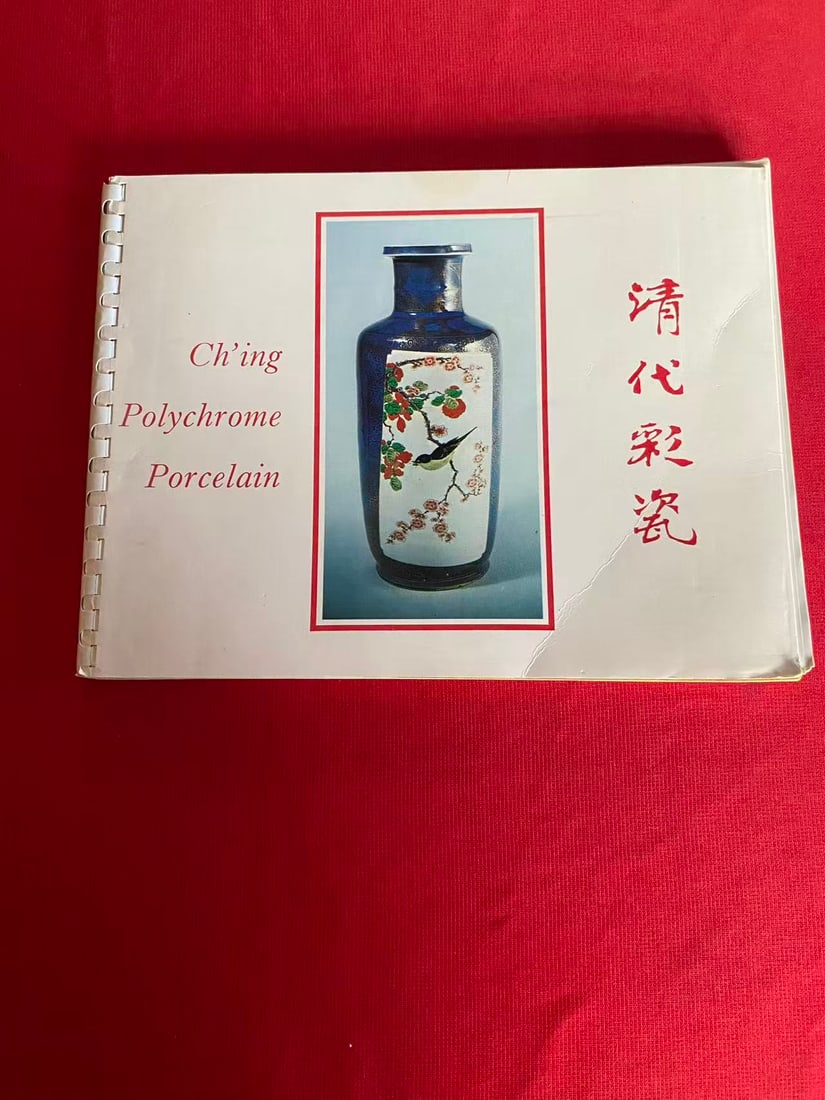 Ch'ing
Polychrome
Porcelain
清代彩瓷